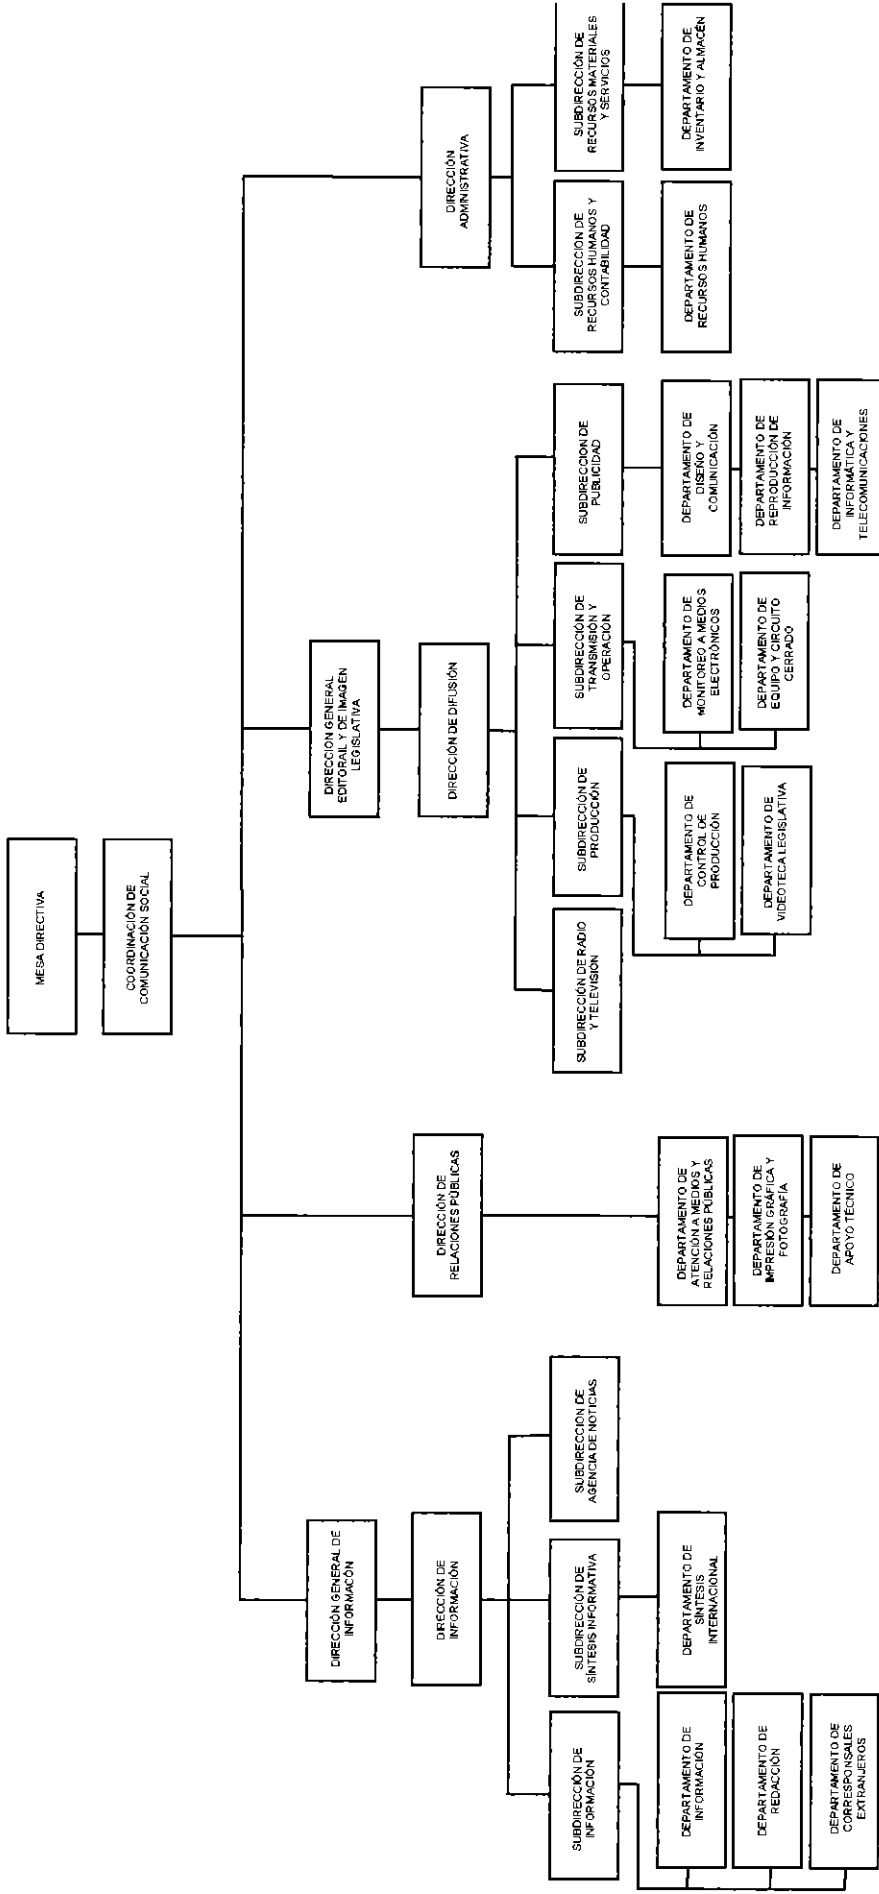 MESA DIRECTIVA
COORDINACIÓN DE
COMUNICACIÓN SOCIAL
DIRECCIÓN GENERAL DE
INFORMACÓN
DIRECCIÓN DE
INFORMACIÓN
SUBDIRECCIÓN DE
INFORMACIÓN
DEPARTAMENTO DE
INFORMACIÓN
DEPARTAMENTO DE
REDACCIÓN
DEPARTAMENTO DE
CORRESPONSALES
EXTRANJEROS
SUBDIRECCIÓN DE
SÍNTESIS INFORMATIVA
DEPARTAMENTO DE
SÍNTESIS
INTERNACIONAL
SUBDIRECCION DE
AGENCIA DE NOTICIAS
DIRECCIÓN DE
RELACIONES PÚBLICAS
DEPARTAMENTO DE
ATENCIÓN A MEDIOS Y
RELACIONES PÚBLICAS
DEPARTAMENTO DE
IMPRESIÓN GRÁFICA Y
FOTOGRAFÍA
DEPARTAMENTO DE
APOYO TÉCNICO
DIRECCION GENERAL
EDITORAIL Y DE IMAGEN
LEGISLATIVA
DIRECCIÓN DE DIFUSIÓN
SUBDIRECCIÓN DE RADIO
Y TELEVISIÓN
SUBDIRECCIÓN DE
PRODUCCIÓN
DEPARTAMENTO DE
CONTROL DE
PRODUCCIÓN
DEPARTAMENTO DE
VIDEOTECA LEGISLATIVA
SUBDIRECCIÓN DE
TRANSMISIÓN Y
OPERACIÓN
DEPARTAMENTO DE
MONITOREO A MEDIOS
ELECTRÓNICOS
DEPARTAMENTO DE
EQUIPO Y CIRCUITO
CERRADO
SUBDIRECCION DE
PUBLICIDAD
DEPARTAMENTO DE
DISEÑO Y
COMUNICACIÓN
DEPARTAMENTO DE
REPRODUCCIÓN DE
INFORMACIÓN
DEPARTAMENTO DE
INFORMÁTICA Y
TELECOMUNICACIONES
DIRECCIÓN
ADMINISTRATIVA
SUBDIRECCION DE
RECURSOS HUMANOS Y
CONTABILIDAD
DEPARTAMENTO DE
RECURSOS HUMANOS
SUBDIRECCIÓN DE
RECURSOS MATERIALES
Y SERVICIOS
DEPARTAMENTO DE
INVENTARIO Y ALMACÉN